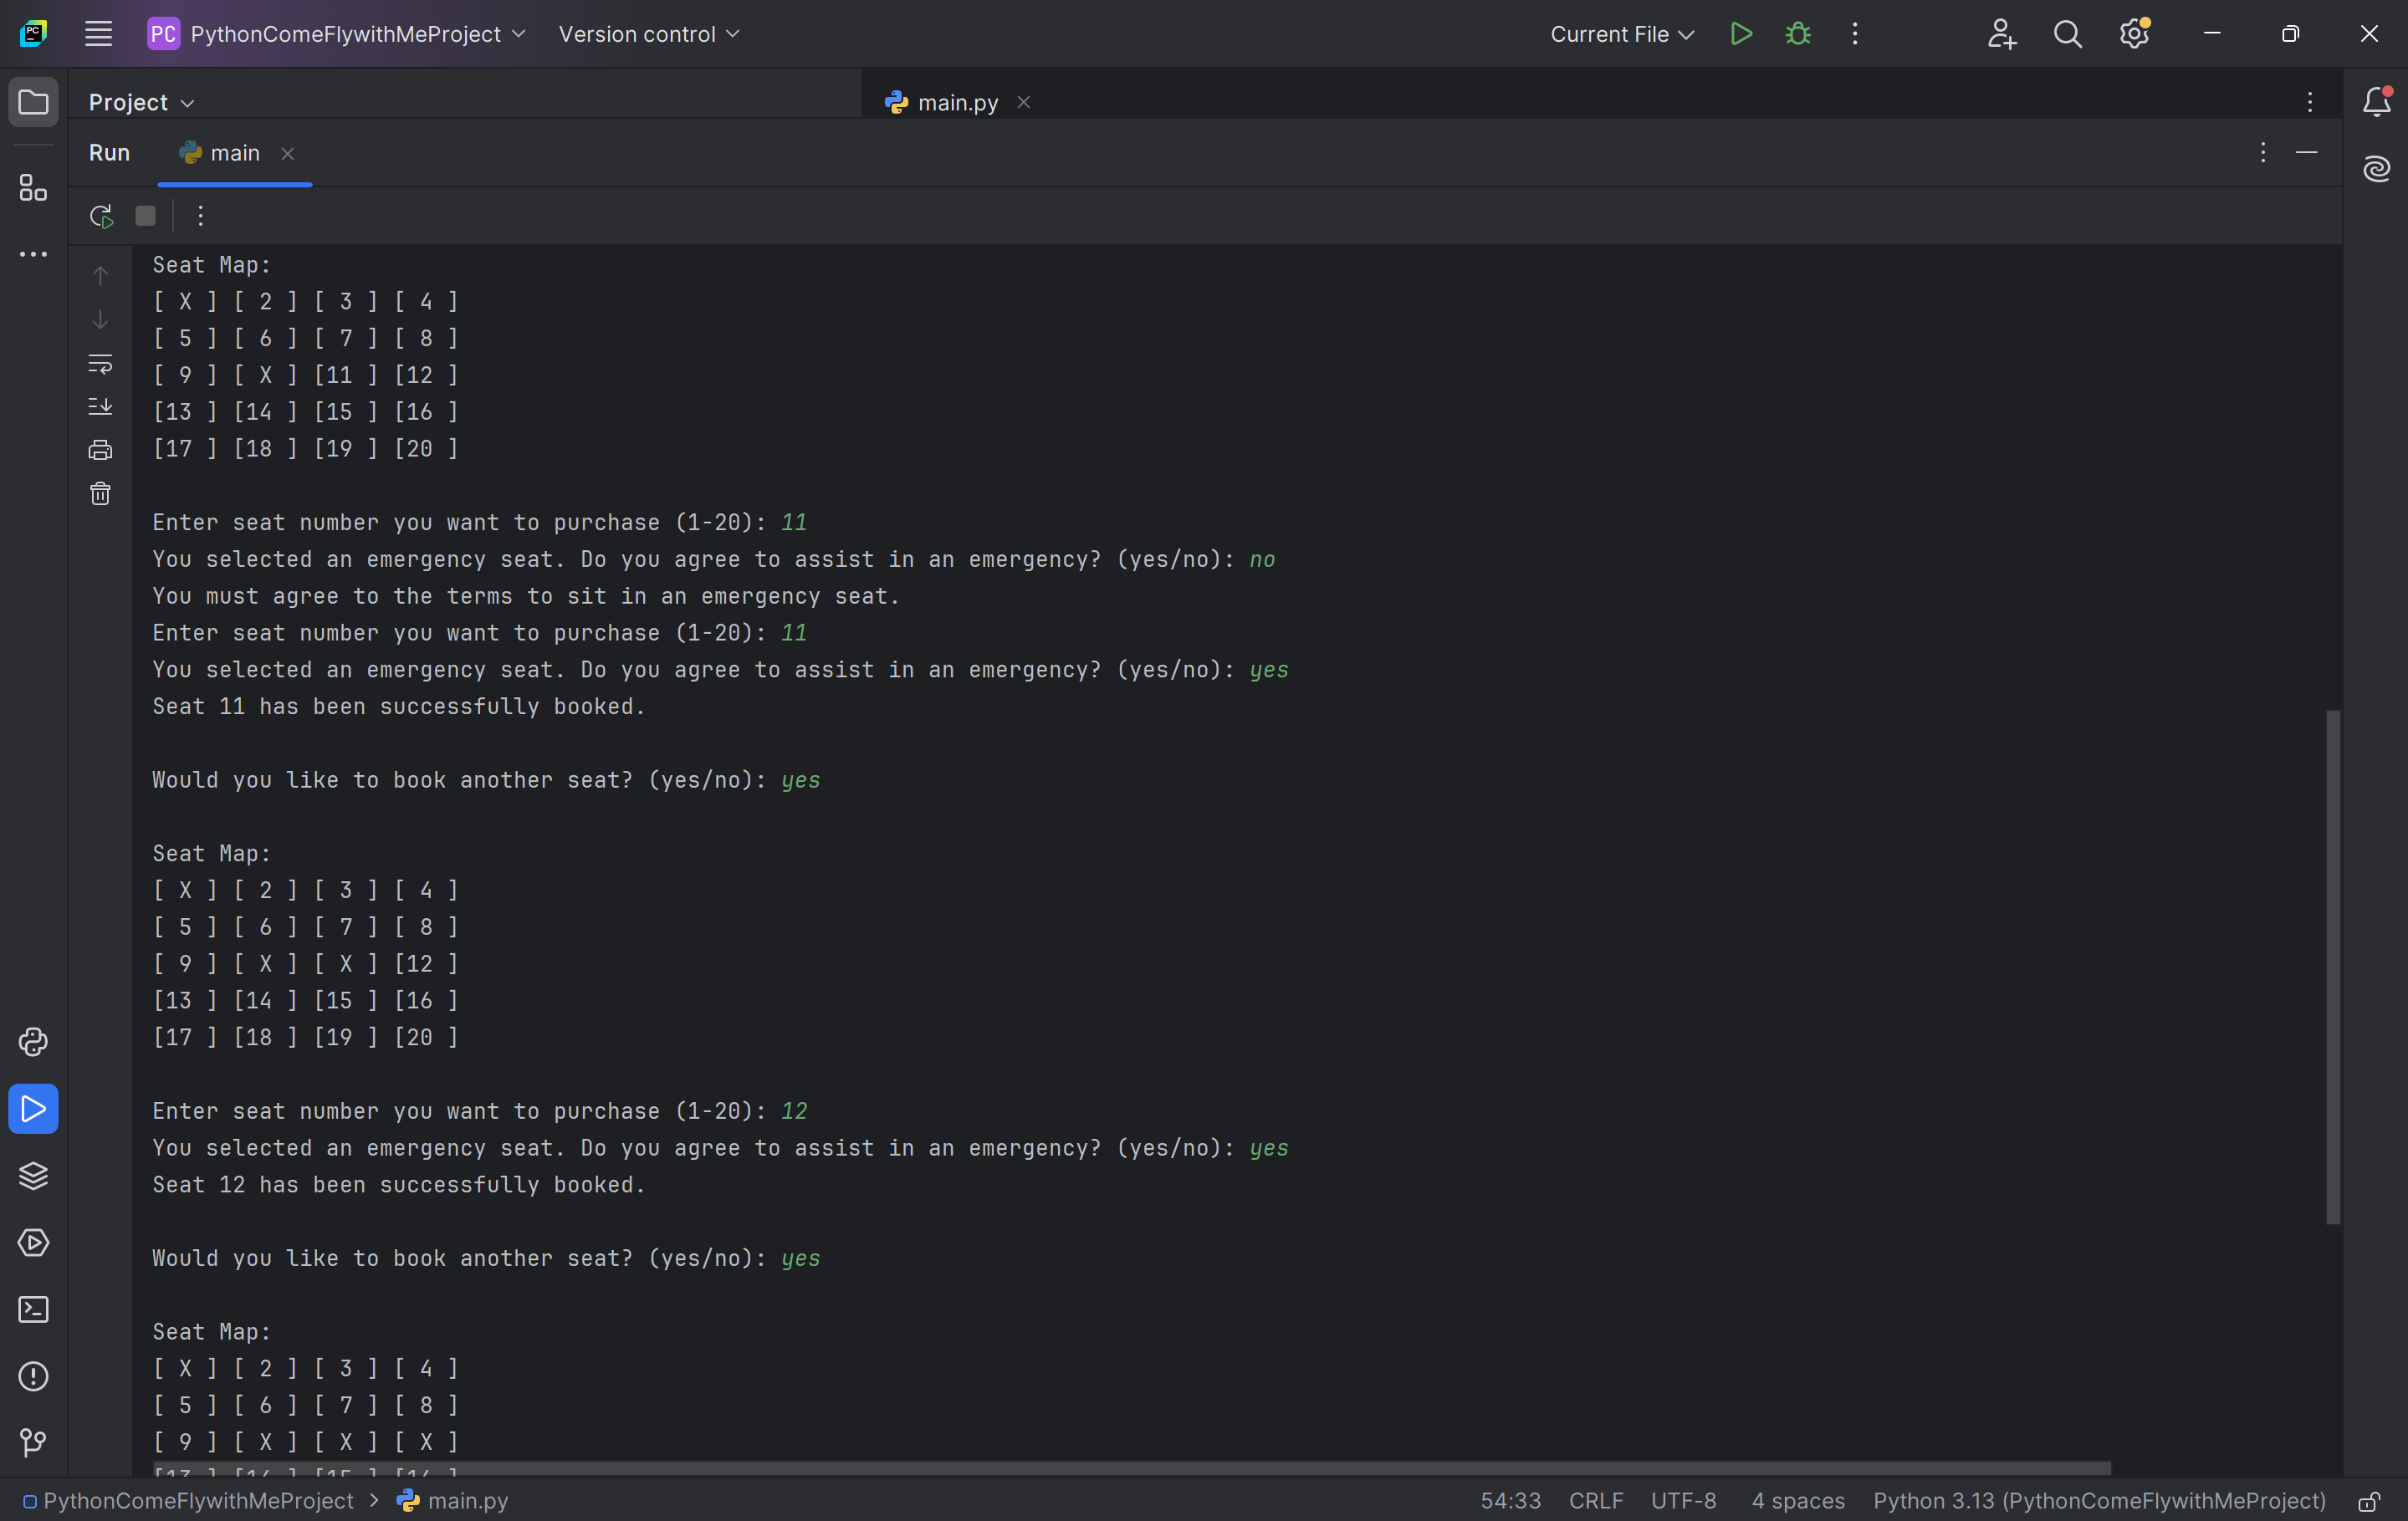 PC PythonComeFlywithMeProject Version control Current File
Project main.py
Run main
Seat Map:
[ X ] [ 2 ] [ 3 ] [ 4 ]
[ 5 ] [ 6 ] [ 7 ] [ 8 ]
[ 9 ] [ X ] [11 ] [12 ]
[13 ] [14 ] [15 ] [16 ]
[17 ] [18 ] [19 ] [20 ]
Enter seat number you want to purchase (1-20): 11
You selected an emergency seat. Do you agree to assist in an emergency? (yes/no): no
You must agree to the terms to sit in an emergency seat.
Enter seat number you want to purchase (1-20): 11
You selected an emergency seat. Do you agree to assist in an emergency? (yes/no): yes
Seat 11 has been successfully booked.
Would you like to book another seat? (yes/no): yes
Seat Map:
[ X ] [ 2 ] [ 3 ] [ 4 ]
[ 5 ] [ 6 ] [ 7 ] [ 8 ]
[ 9 ] [ X ] [ X ] [12 ]
[13 ] [14 ] [15 ] [16 ]
[17 ] [18 ] [19 ] [20 ]
Enter seat number you want to purchase (1-20): 12
You selected an emergency seat. Do you agree to assist in an emergency? (yes/no): yes
Seat 12 has been successfully booked.
Would you like to book another seat? (yes/no): yes
Seat Map:
[ X ] [ 2 ] [ 3 ] [ 4 ]
[ 5 ] [ 6 ] [ 7 ] [ 8 ]
[ 9 ] [ X ] [ X ] [ X ]
[13 ] [14 ] [15 ] [16 ]
PythonComeFlywithMeProject > main.py 54:33 CRLF UTF-8 4 spaces Python 3.13 (PythonComeFlywithMeProject)